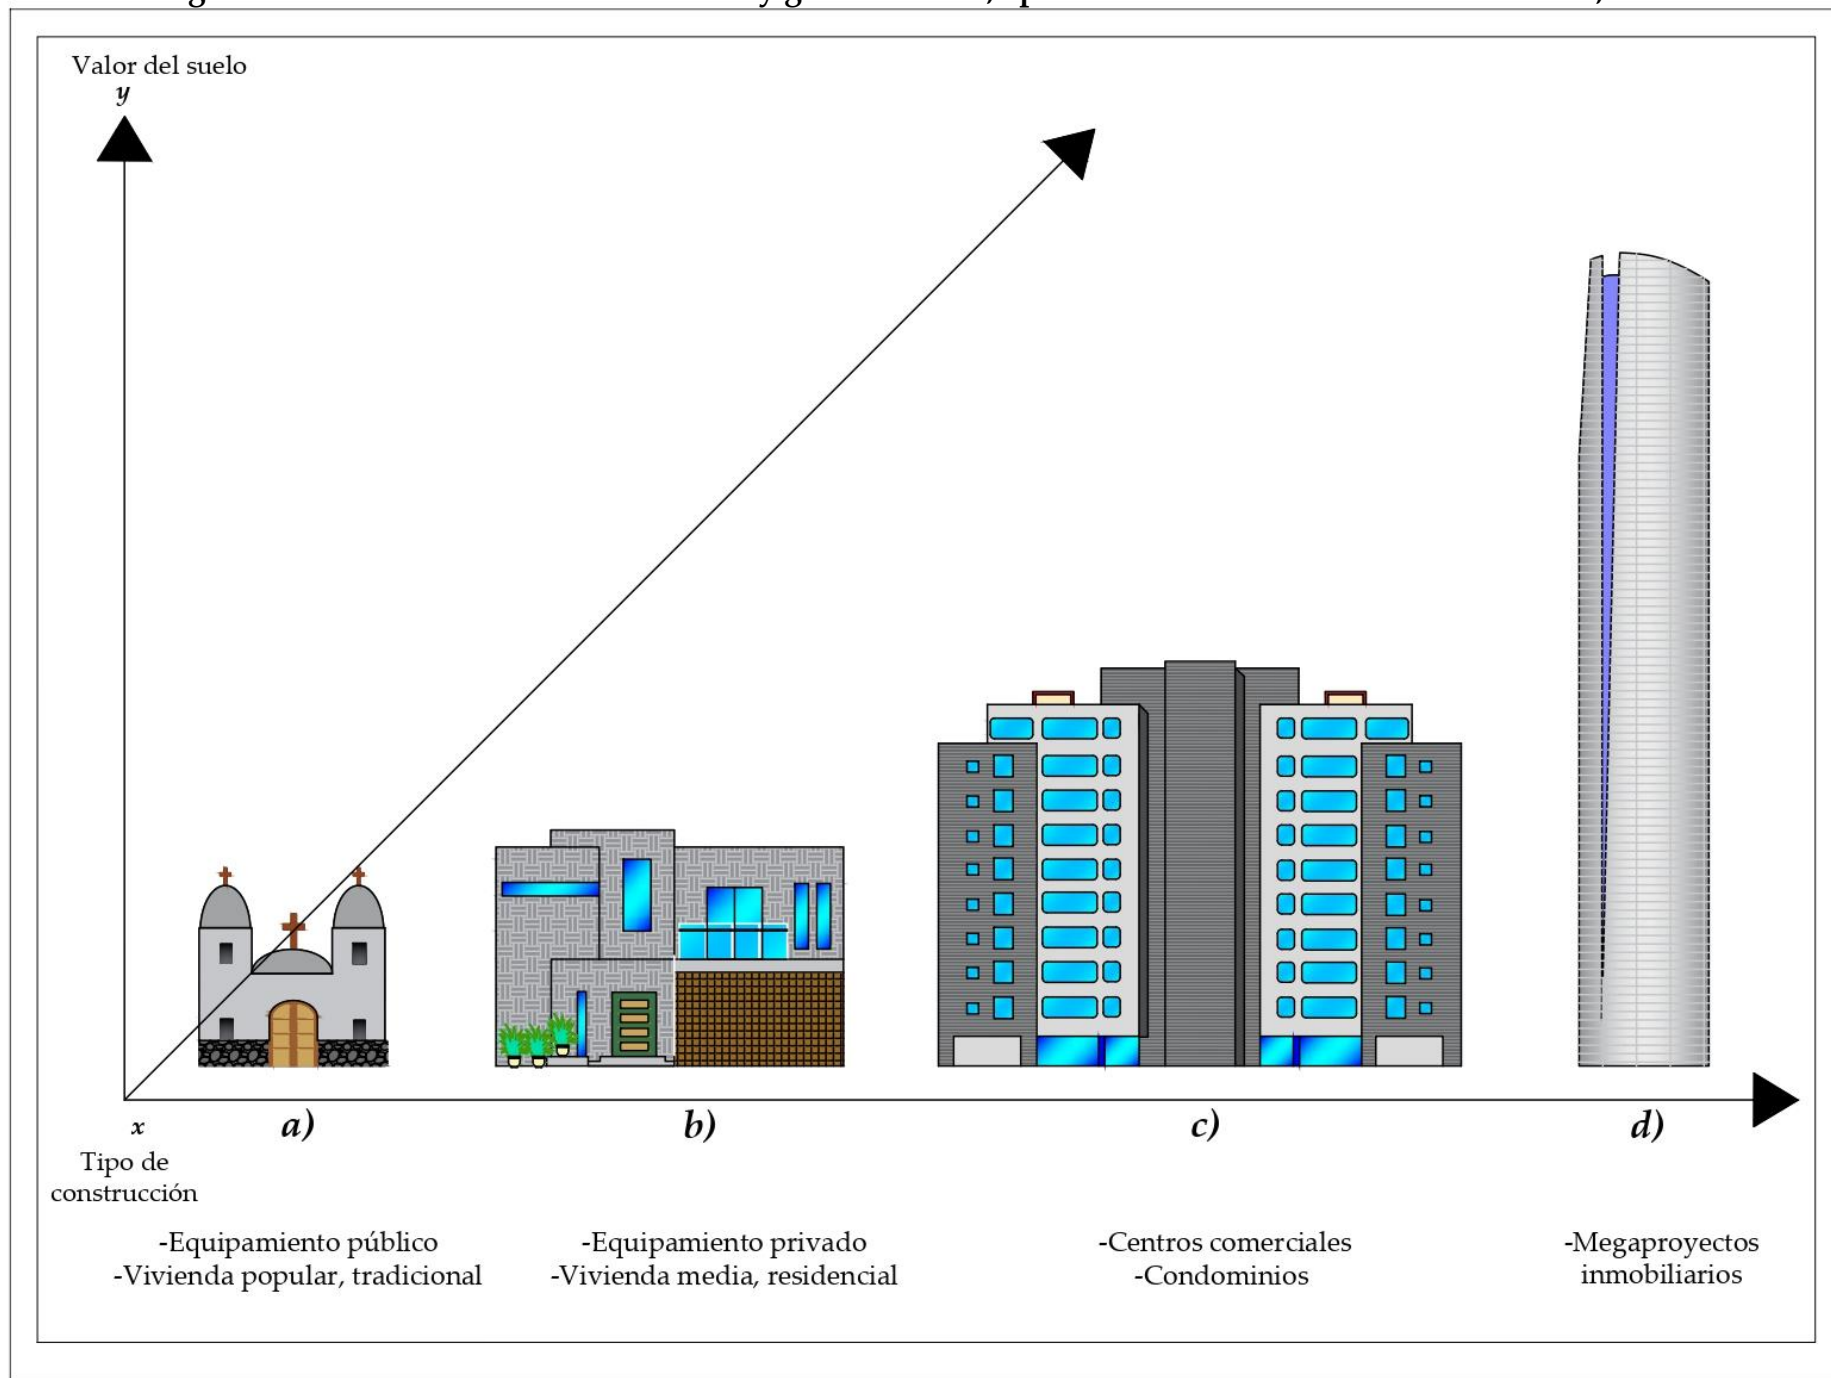 Valor del suelo
y
a)
b)
c)
d)
x
Tipo de
construcción
-Equipamiento público
-Vivienda popular, tradicional
-Equipamiento privado
-Vivienda media, residencial
-Centros comerciales
-Condominios
-Megaproyectos
inmobiliarios